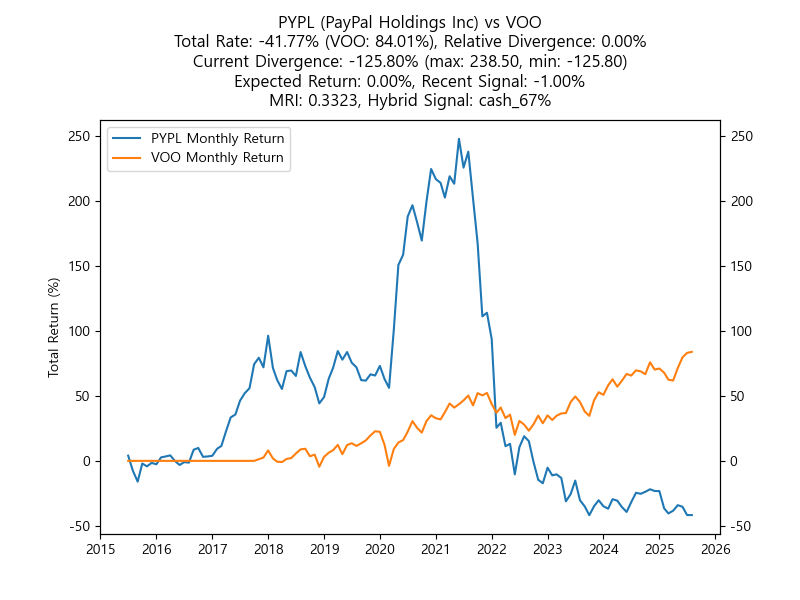 PYPL (PayPal Holdings Inc) vs VOO
Total Rate: -41.77% (VOO: 84.01%), Relative Divergence: 0.00%
Current Divergence: -125.80% (max: 238.50, min: -125.80)
Expected Return: 0.00%, Recent Signal: -1.00%
MRI: 0.3323, Hybrid Signal: cash_67%
PYPL Monthly Return
VOO Monthly Return
Total Return (%)
250
200
150
100
50
0
-50
250
200
150
100
50
0
-50
2015 2016 2017 2018 2019 2020 2021 2022 2023 2024 2025 2026